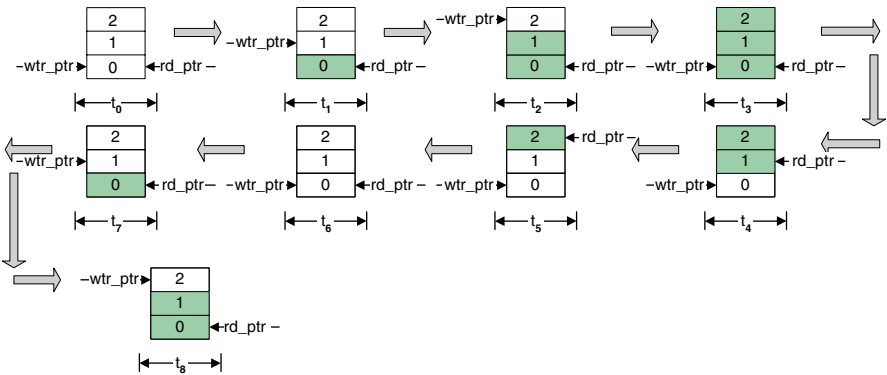 2
1
–wtr_ptr 0 rd_ptr –
t0
2
–wtr_ptr 1
0 rd_ptr –
t1
–wtr_ptr 2
1
0 rd_ptr –
t2
2
1
–wtr_ptr 0 rd_ptr –
t3
2
–wtr_ptr 1
0 rd_ptr –
t7
2
1
–wtr_ptr 0 rd_ptr –
t6
2 rd_ptr –
1
–wtr_ptr 0
t5
2
1 rd_ptr –
–wtr_ptr 0
t4
–wtr_ptr 2
1
0 rd_ptr –
t8